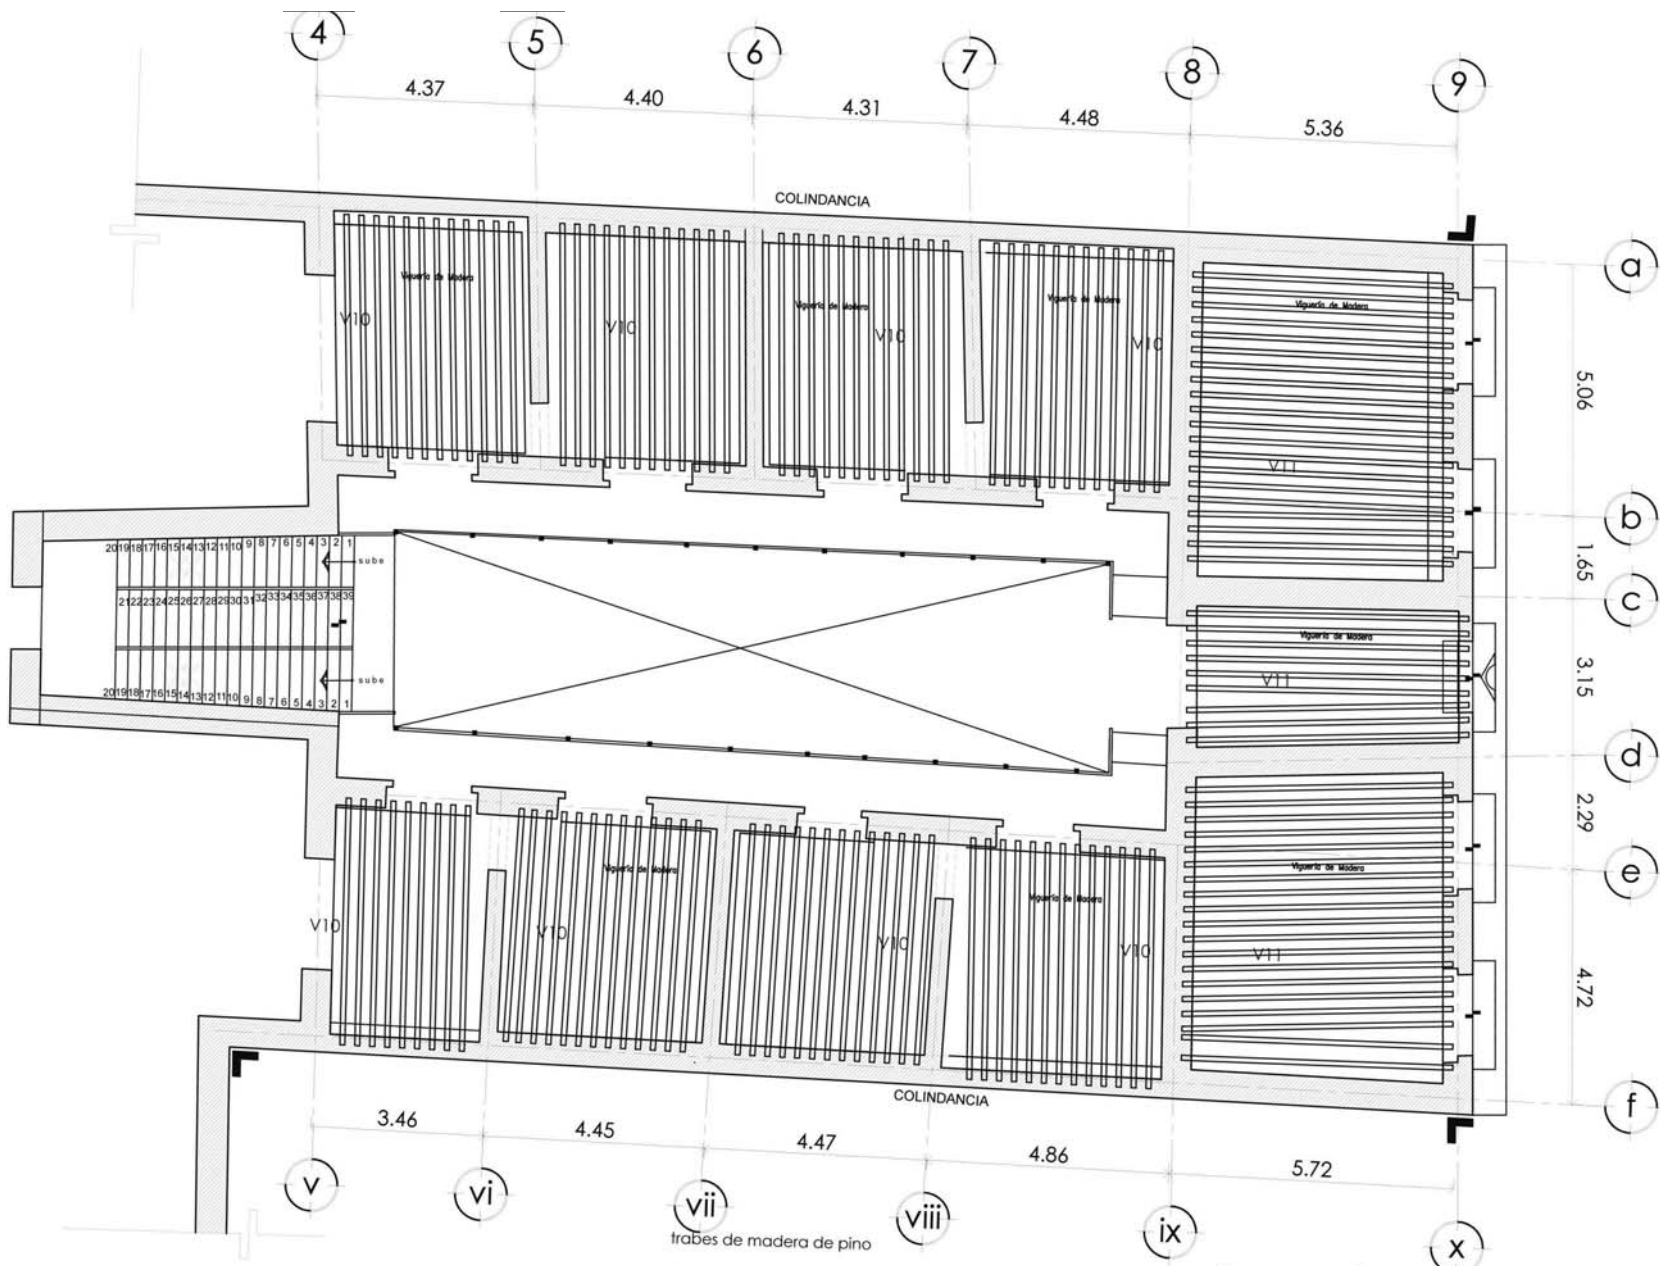 4 5 6 7 8 9
4.37 4.40 4.31 4.48 5.36
COLINDANCIA
a
Viguería de Madera
Viguería de Madera
Viguería de Madera
Viguería de Madera
V10 V10 V10 V10
5.06
V11
b
1.65
20 19 18 17 16 15 14 13 12 11 10 9 8 7 6 5 4 3 2 1
sube
21 22 23 24 25 26 27 28 29 30 31 32 33 34 35 36 37 38 39
c
Viguería de Madera
3.15
V11
sube
20 19 18 17 16 15 14 13 12 11 10 9 8 7 6 5 4 3 2 1
d
2.29
Viguería de Madera
Viguería de Madera
Viguería de Madera
e
V10 V10 V10 V10
V11
4.72
COLINDANCIA
f
3.46 4.45 4.47 4.86 5.72
v vi vii viii ix x
trabes de madera de pino